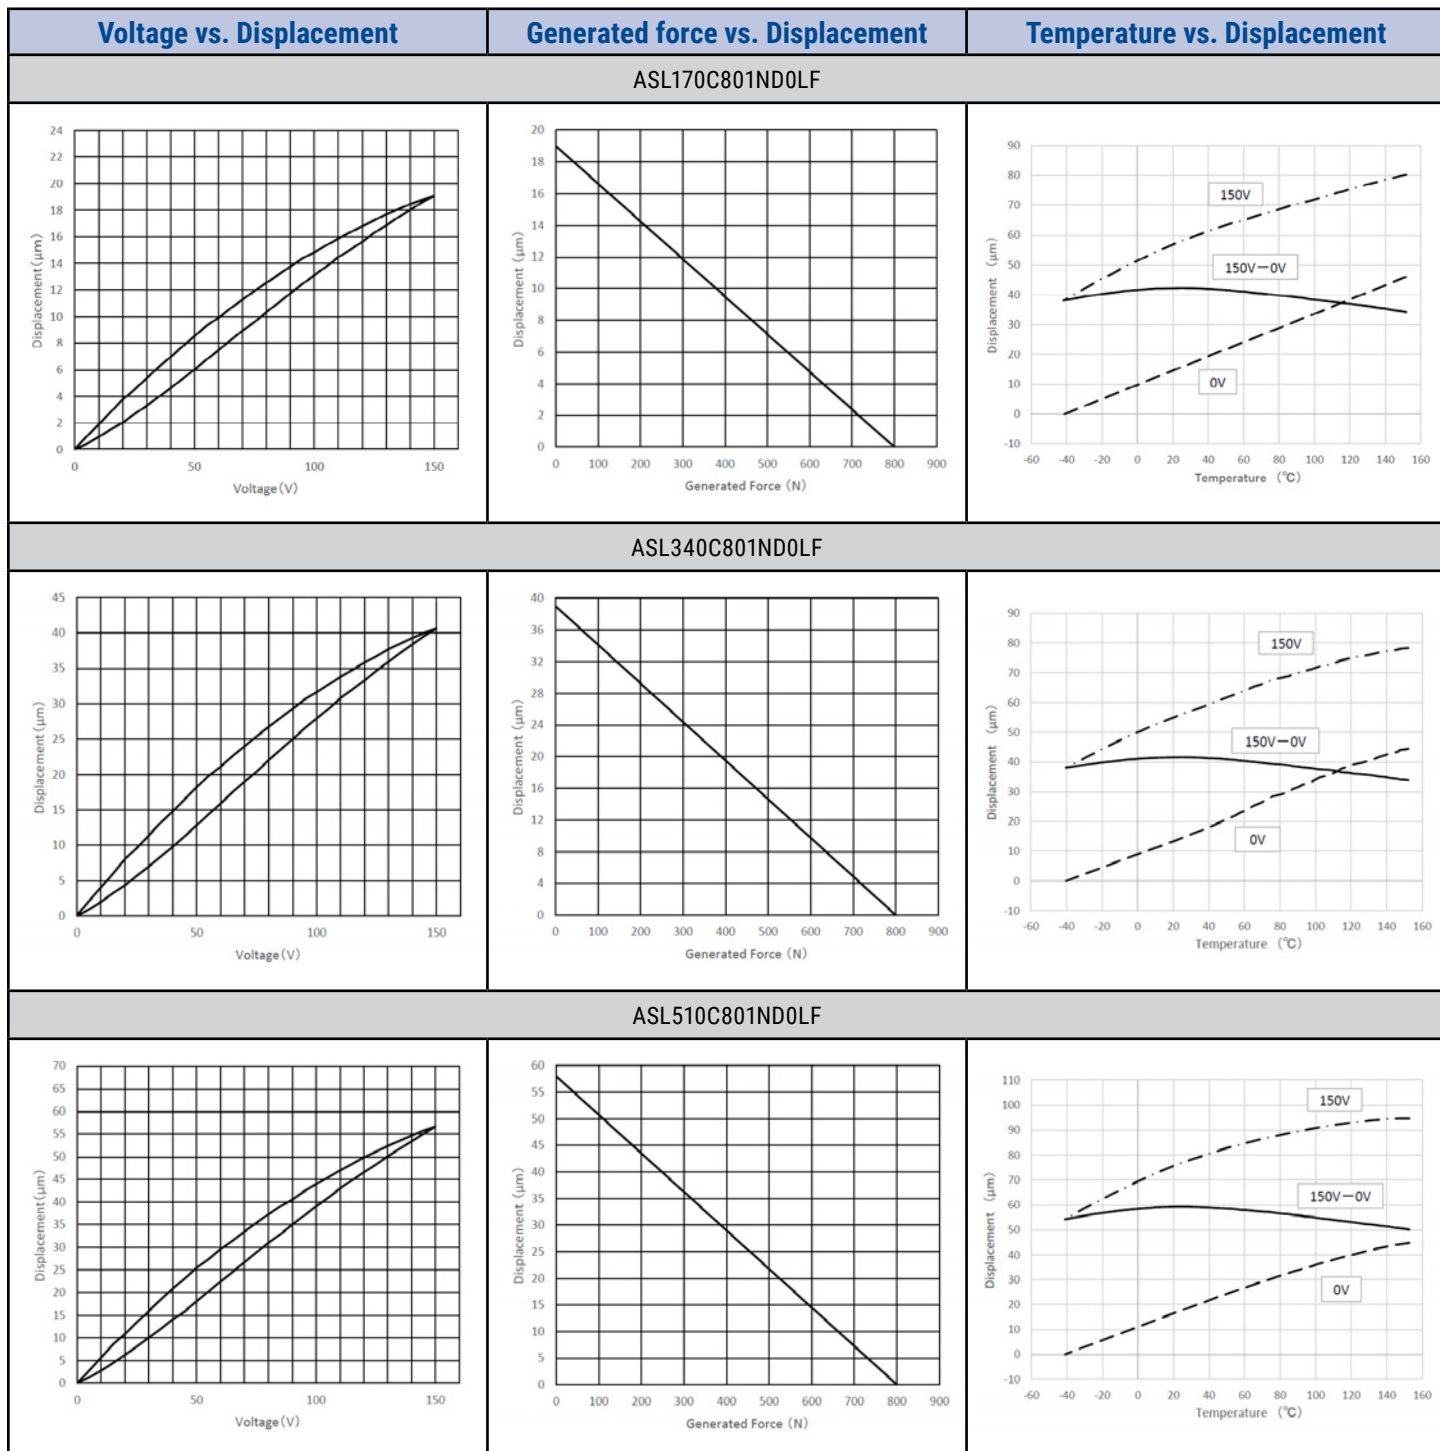 Voltage vs. Displacement
Generated force vs. Displacement
Temperature vs. Displacement
ASL170C801ND0LF
24
22
20
18
16
14
12
10
8
6
4
2
0
Displacement(μm)
0 50 100 150
Voltage(V)
20
18
16
14
12
10
8
6
4
2
0
Displacement (μm)
0 100 200 300 400 500 600 700 800 900
Generated Force (N)
90
80
70
60
50
40
30
20
10
0
-10
Displacement (μm)
150V
150V－0V
0V
-60 -40 -20 0 20 40 60 80 100 120 140 160
Temperature (℃)
ASL340C801ND0LF
45
40
35
30
25
20
15
10
5
0
Displacement(μm)
0 50 100 150
Voltage(V)
40
36
32
28
24
20
16
12
8
4
0
Displacement (μm)
0 100 200 300 400 500 600 700 800 900
Generated Force (N)
90
80
70
60
50
40
30
20
10
0
-10
Displacement (μm)
150V
150V－0V
0V
-60 -40 -20 0 20 40 60 80 100 120 140 160
Temperature (℃)
ASL510C801ND0LF
70
65
60
55
50
45
40
35
30
25
20
15
10
5
0
Displacement(μm)
0 50 100 150
Voltage(V)
60
55
50
45
40
35
30
25
20
15
10
5
0
Displacement (μm)
0 100 200 300 400 500 600 700 800 900
Generated Force (N)
110
100
90
80
70
60
50
40
30
20
10
0
-10
Displacement (μm)
150V
150V－0V
0V
-60 -40 -20 0 20 40 60 80 100 120 140 160
Temperature (℃)